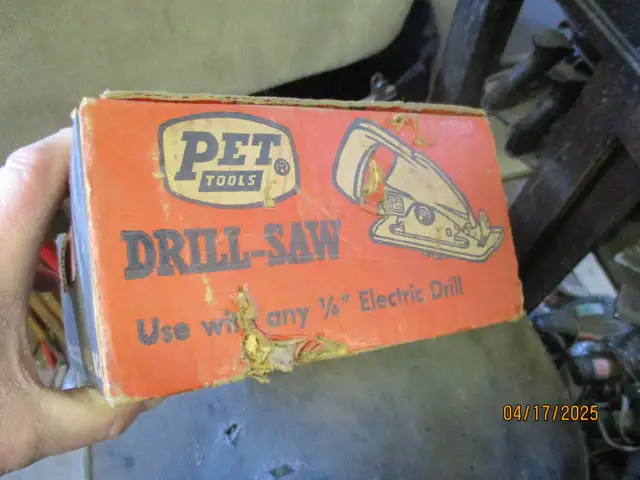 PET ®
TOOLS
DRILL-SAW
Use with any 1/4" Electric Drill
04/17/2025